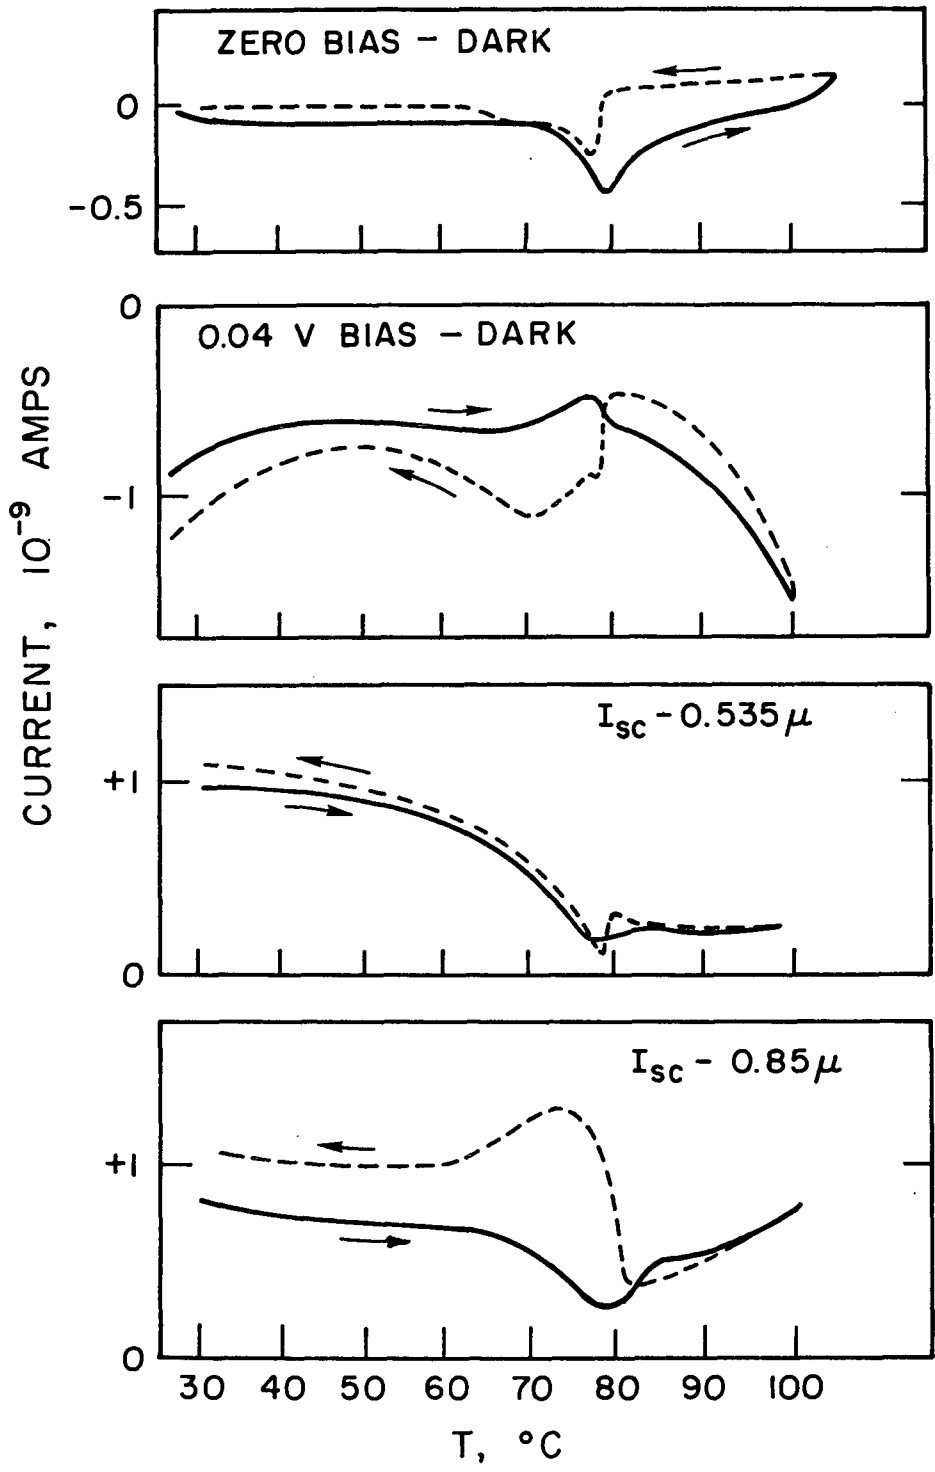 ZERO BIAS – DARK
0
-0.5
0
0.04 V BIAS – DARK
-1
CURRENT, 10⁻⁹ AMPS
I_SC – 0.535 μ
+1
0
I_SC – 0.85 μ
+1
0
30 40 50 60 70 80 90 100
T, °C